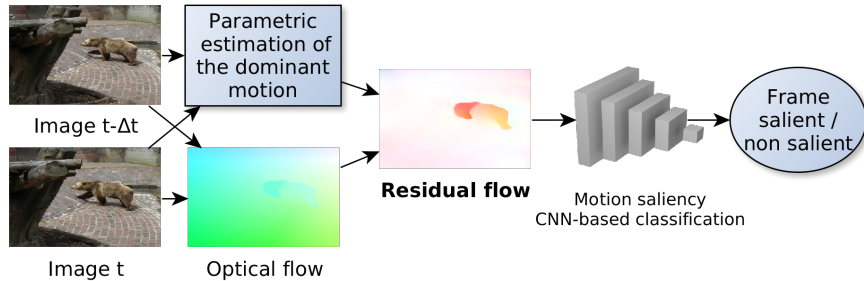 Parametric
estimation of
the dominant
motion
Image t-Δt
Image t
Optical flow
Residual flow
Motion saliency
CNN-based classification
Frame
salient /
non salient